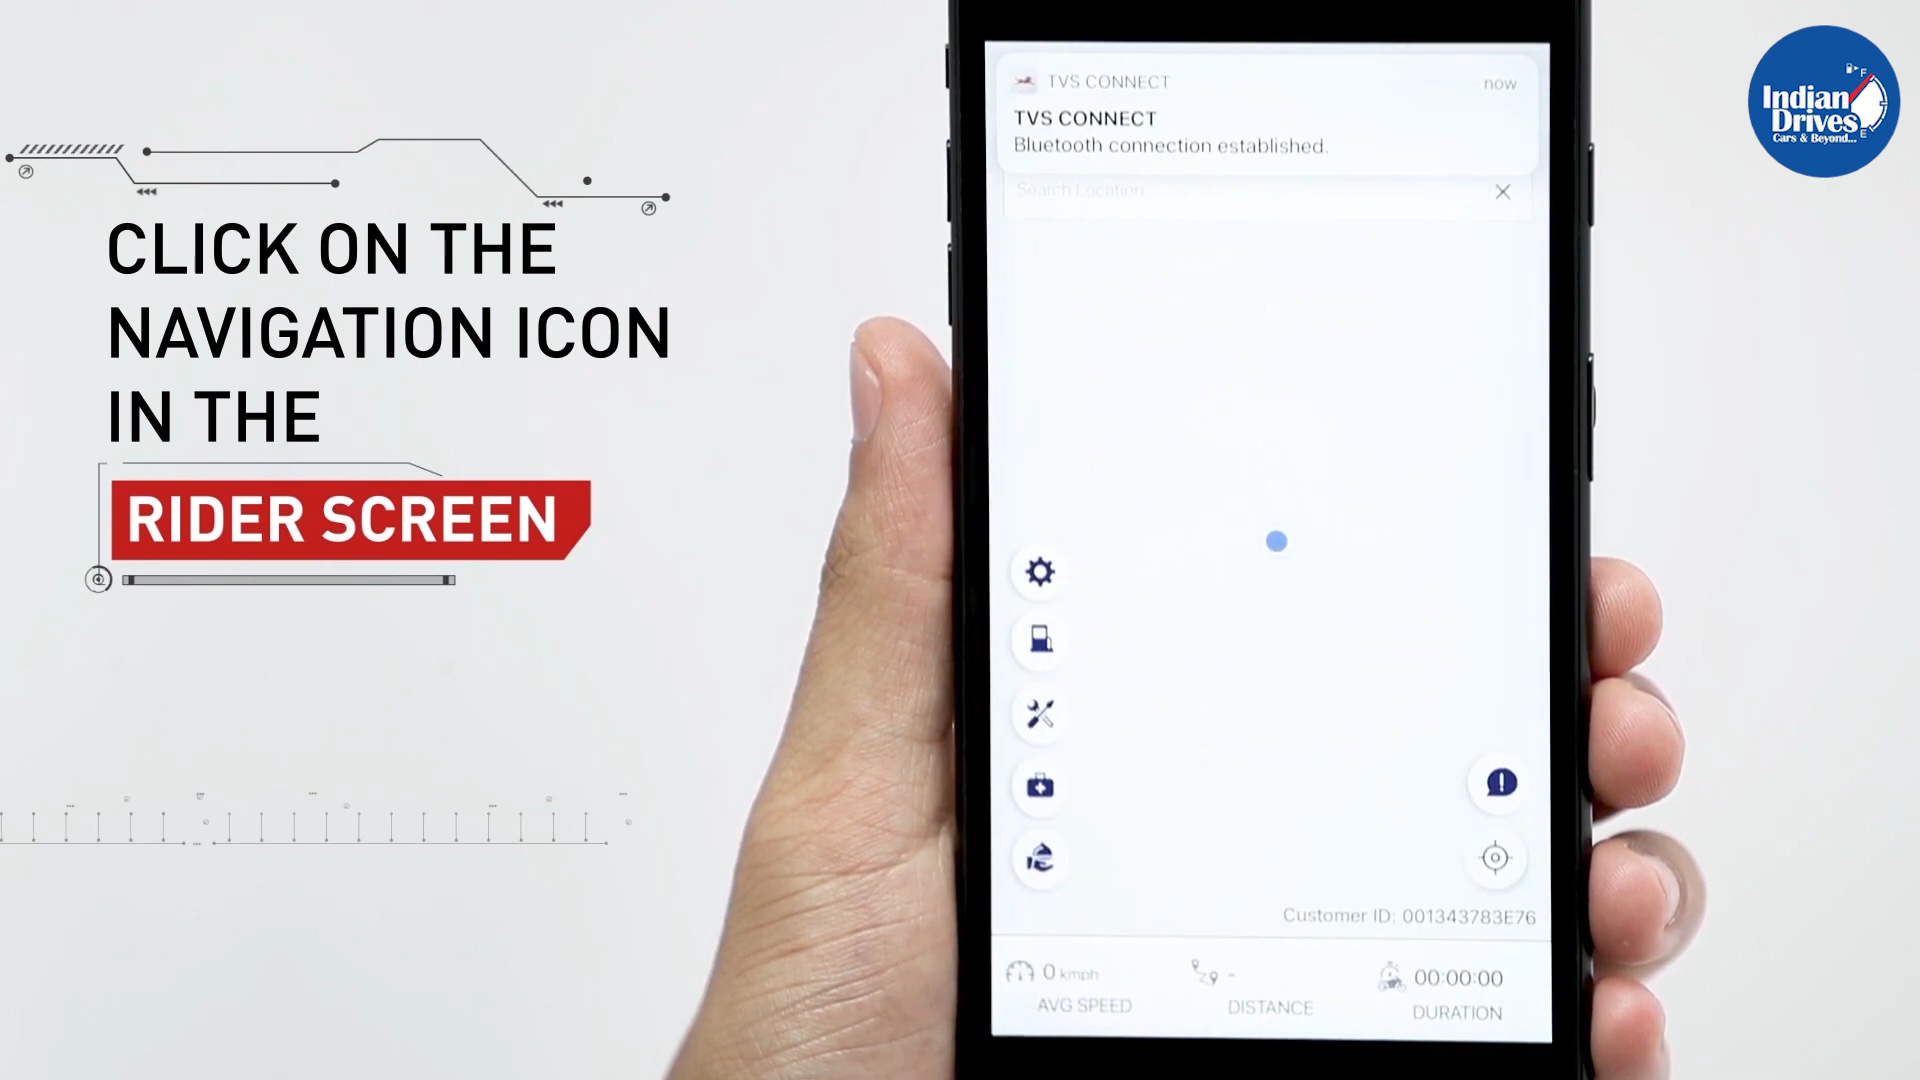 CLICK ON THE
NAVIGATION ICON
IN THE
RIDER SCREEN
TVS CONNECT
now
TVS CONNECT
Bluetooth connection established.
Search Location
Customer ID: 001343783E76
0 kmph
-
00:00:00
AVG SPEED
DISTANCE
DURATION
Indian
Drives
Cars & Beyond...
F
E